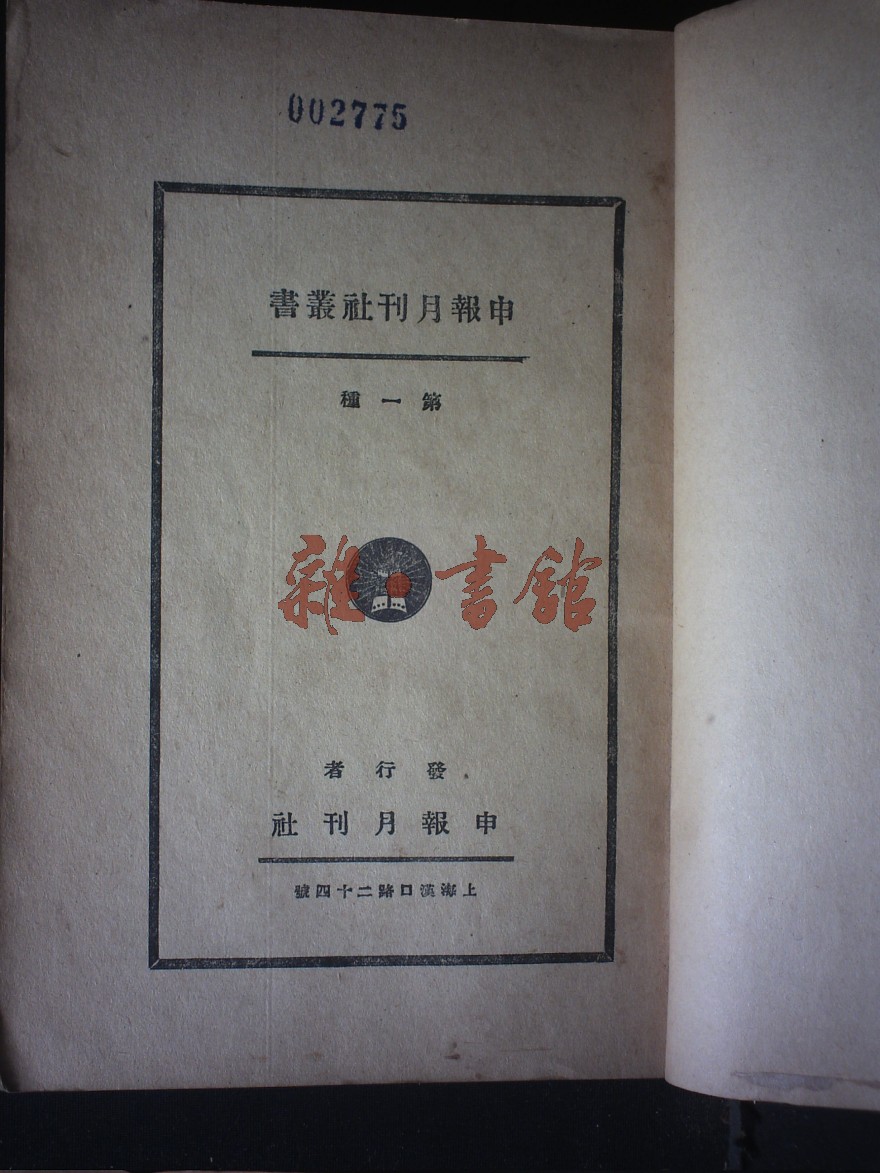 002775
申報月刊社叢書
第一種
雜書館
發行者
申報月刊社
上海漢口路二十四號